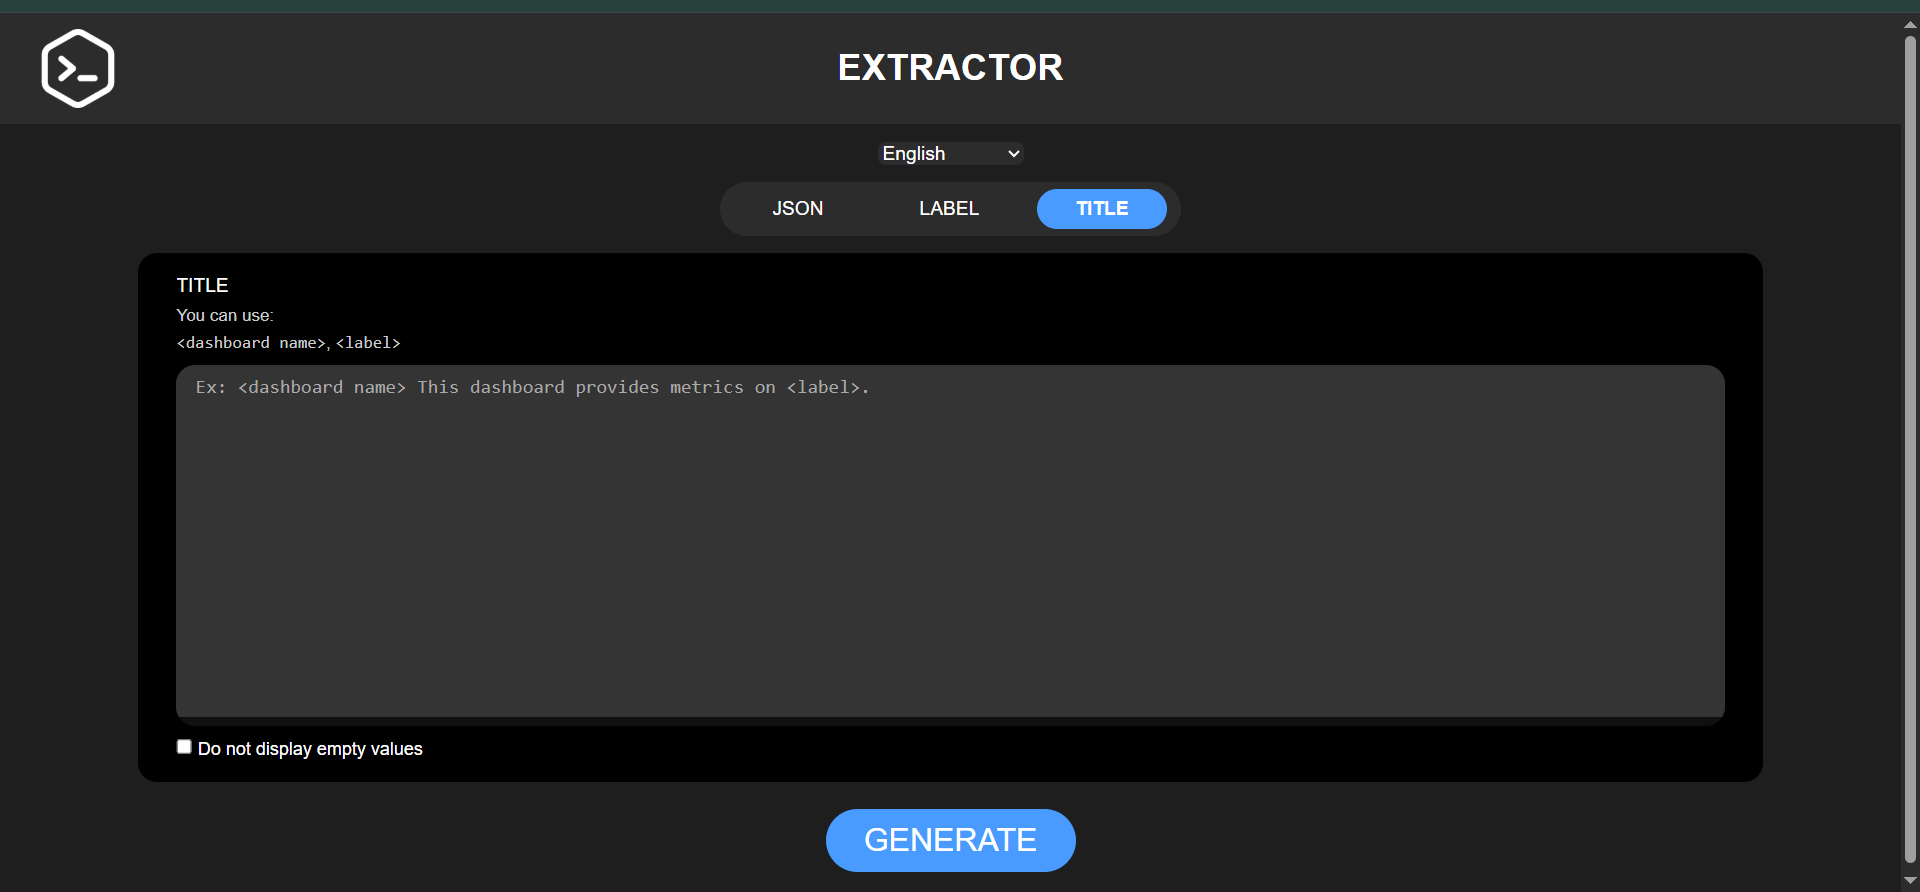 EXTRACTOR
English
JSON LABEL TITLE
TITLE
You can use:
<dashboard name>, <label>
Ex: <dashboard name> This dashboard provides metrics on <label>.
Do not display empty values
GENERATE